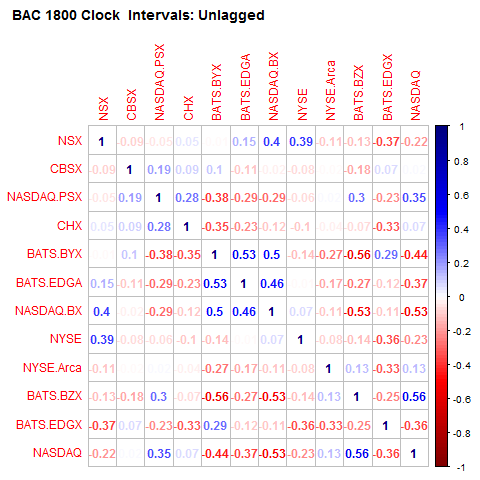 BAC 1800 Clock Intervals: Unlagged
NSX CBSX NASDAQ.PSX CHX BATS.BYX BATS.EDGA NASDAQ.BX NYSE NYSE.Arca BATS.BZX BATS.EDGX NASDAQ
NSX 1 -0.09 -0.05 0.05 0.15 0.4 0.39 -0.11 -0.13 -0.37 -0.22
CBSX -0.09 1 0.19 0.09 0.1 -0.11 -0.08 -0.18 0.07
NASDAQ.PSX -0.05 0.19 1 0.28 -0.38 -0.29 -0.29 -0.06 0.3 -0.23 0.35
CHX 0.05 0.09 0.28 1 -0.35 -0.23 -0.12 -0.1 -0.04 -0.07 -0.33 0.07
BATS.BYX 0.1 -0.38 -0.35 1 0.53 0.5 -0.14 -0.27 -0.56 0.29 -0.44
BATS.EDGA 0.15 -0.11 -0.29 -0.23 0.53 1 0.46 -0.17 -0.27 -0.12 -0.37
NASDAQ.BX 0.4 -0.29 -0.12 0.5 0.46 1 0.07 -0.11 -0.53 -0.11 -0.53
NYSE 0.39 -0.08 -0.06 -0.1 -0.14 0.07 1 -0.08 -0.14 -0.36 -0.23
NYSE.Arca -0.11 -0.04 -0.27 -0.17 -0.11 -0.08 1 0.13 -0.33 0.13
BATS.BZX -0.13 -0.18 0.3 -0.07 -0.56 -0.27 -0.53 -0.14 0.13 1 -0.25 0.56
BATS.EDGX -0.37 0.07 -0.23 -0.33 0.29 -0.12 -0.11 -0.36 -0.33 -0.25 1 -0.36
NASDAQ -0.22 0.35 0.07 -0.44 -0.37 -0.53 -0.23 0.13 0.56 -0.36 1
1
0.8
0.6
0.4
0.2
0
-0.2
-0.4
-0.6
-0.8
-1